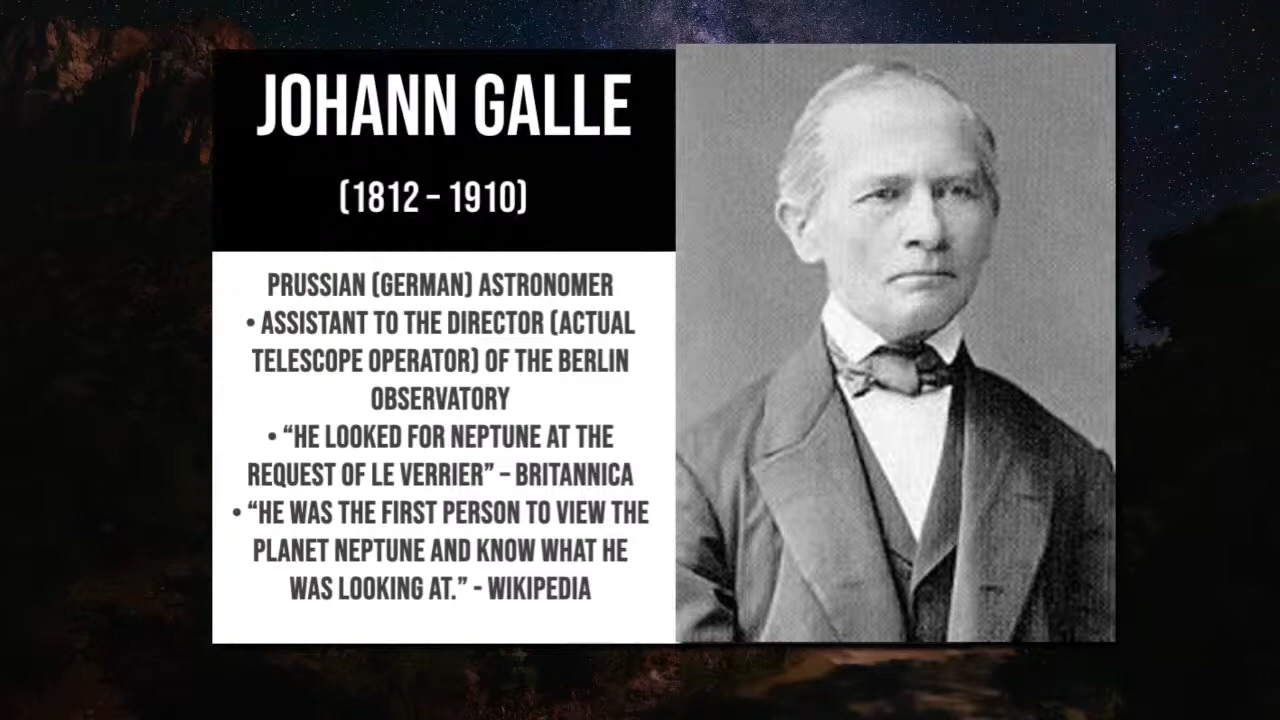 JOHANN GALLE
(1812 – 1910)
PRUSSIAN (GERMAN) ASTRONOMER
• ASSISTANT TO THE DIRECTOR (ACTUAL
TELESCOPE OPERATOR) OF THE BERLIN
OBSERVATORY
• “HE LOOKED FOR NEPTUNE AT THE
REQUEST OF LE VERRIER” – BRITANNICA
• “HE WAS THE FIRST PERSON TO VIEW THE
PLANET NEPTUNE AND KNOW WHAT HE
WAS LOOKING AT.” - WIKIPEDIA